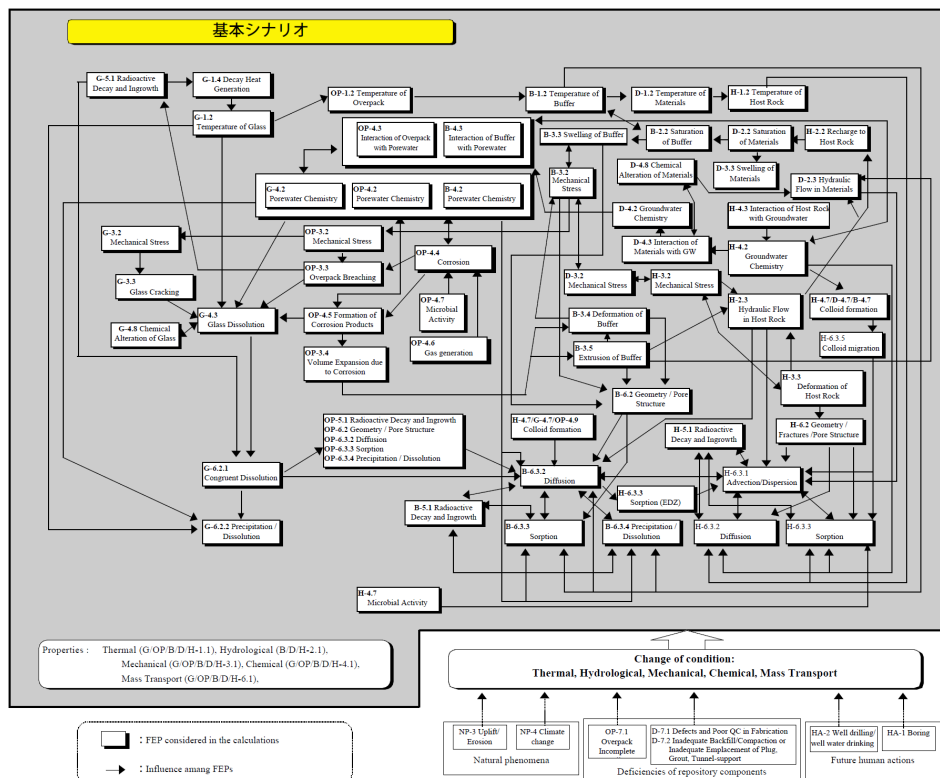 基本シナリオ
G-5.1 Radioactive
Decay and Ingrowth
G-1.4 Decay Heat
Generation
G-1.2
Temperature of Glass
OP-1.2 Temperature of
Overpack
B-1.2 Temperature
of Buffer
D-1.2 Temperature of
Materials
H-1.2 Temperature of
Host Rock
OP-4.3
Interaction of Overpack
with Porewater
B-4.3
Interaction of Buffer
with Porewater
B-3.3 Swelling of Buffer
B-2.2 Saturation
of Buffer
D-2.2 Saturation
of Materials
H-2.2 Recharge to
Host Rock
D-3.3 Swelling of
Materials
D-4.8 Chemical
Alteration of Materials
D-2.3 Hydraulic
Flow in Materials
B-3.2
Mechanical
Stress
G-4.2
Porewater Chemistry
OP-4.2
Porewater Chemistry
B-4.2
Porewater Chemistry
D-4.2 Groundwater
Chemistry
H-4.3 Interaction of Host Rock
with Groundwater
G-3.2
Mechanical Stress
OP-3.2
Mechanical Stress
D-4.3 Interaction of
Materials with GW
H-4.2
Groundwater
Chemistry
OP-4.4
Corrosion
OP-3.3
Overpack Breaching
G-3.3
Glass Cracking
D-3.2
Mechanical Stress
H-3.2
Mechanical Stress
H-4.7/D-4.7/B-4.7
Colloid formation
OP-4.7
Microbial
Activity
H-2.3
Hydraulic Flow
in Host Rock
G-4.3
Glass Dissolution
OP-4.5 Formation of
Corrosion Products
B-3.4 Deformation of
Buffer
G-4.8 Chemical
Alteration of Glass
OP-4.6
Gas generation
H-6.3.5
Colloid migration
OP-3.4
Volume Expansion due
to Corrosion
B-3.5
Extrusion of Buffer
H-3.3
Deformation of
Host Rock
B-6.2 Geometry / Pore
Structure
OP-5.1 Radioactive Decay and Ingrowth
OP-6.2 Geometry / Pore Structure
OP-6.3.2 Diffusion
OP-6.3.3 Sorption
OP-6.3.4 Precipitation / Dissolution
H-4.7/G-4.7/OP-4.9
Colloid formation
H-5.1 Radioactive
Decay and Ingrowth
H-6.2 Geometry /
Fractures /Pore Structure
G-6.2.1
Congruent Dissolution
B-6.3.2
Diffusion
H-6.3.1
Advection/Dispersion
H-6.3.3
Sorption (EDZ)
B-5.1 Radioactive
Decay and Ingrowth
G-6.2.2 Precipitation /
Dissolution
B-6.3.3
Sorption
B-6.3.4 Precipitation /
Dissolution
H-6.3.2
Diffusion
H-6.3.3
Sorption
H-4.7
Microbial Activity
Properties : Thermal (G/OP/B/D/H-1.1), Hydrological (B/D/H-2.1),
Mechanical (G/OP/B/D/H-3.1), Chemical (G/OP/B/D/H-4.1),
Mass Transport (G/OP/B/D/H-6.1),
Change of condition:
Thermal, Hydrological, Mechanical, Chemical, Mass Transport
: FEP considered in the calculations
: Influence among FEPs
NP-3 Uplift/
Erosion
NP-4 Climate
change
Natural phenomena
OP-7.1
Overpack
Incomplete
D-7.1 Defects and Poor QC in Fabrication
D-7.2 Inadequate Backfill/Compaction or
Inadequate Emplacement of Plug,
Grout, Tunnel-support
Deficiencies of repository components
HA-2 Well drilling/
well water drinking
HA-1 Boring
Future human actions